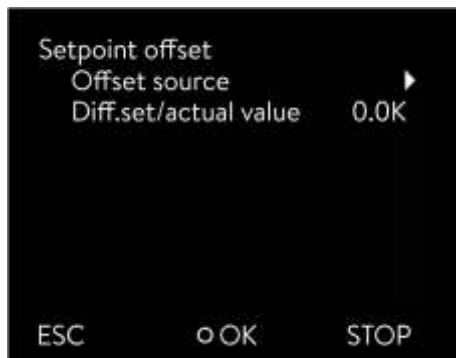 Setpoint offset
Offset source
Diff.set/actual value 0.0K
ESC OK STOP